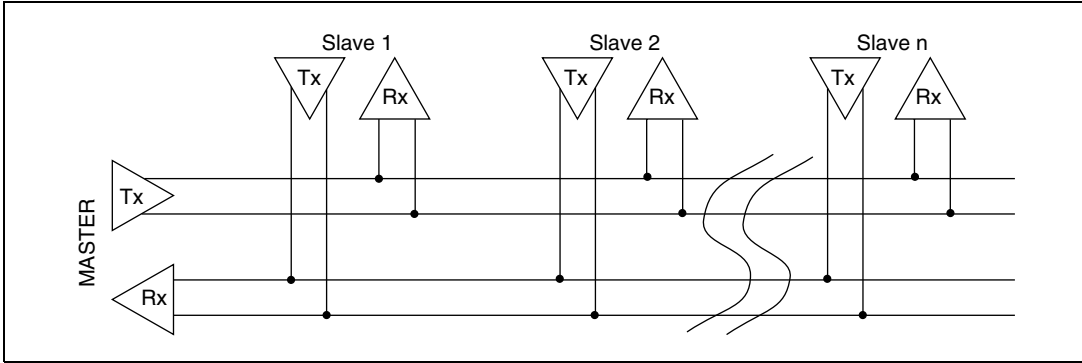 Slave 1
Slave 2
Slave n
Tx
Rx
Tx
Rx
Tx
Rx
MASTER
Tx
Rx